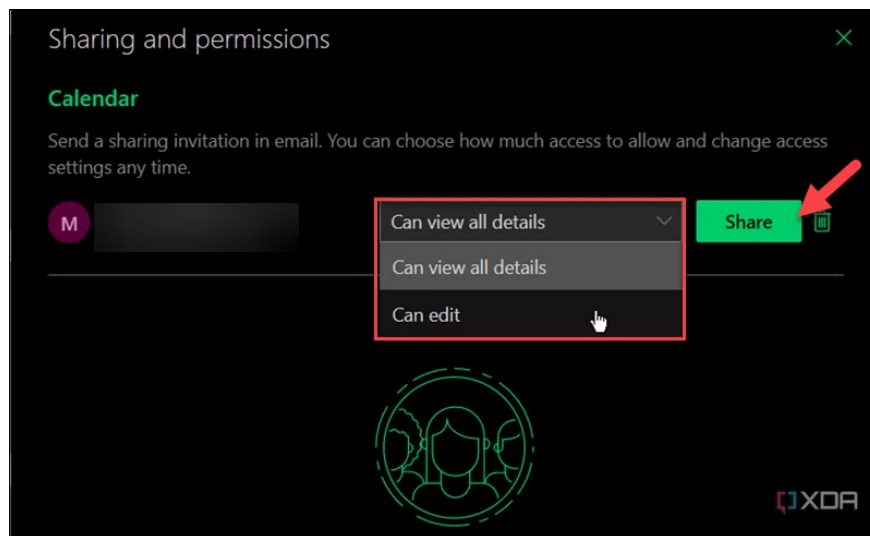 Sharing and permissions
Calendar
Send a sharing invitation in email. You can choose how much access to allow and change access
settings any time.
M
Can view all details
Share
Can view all details
Can edit
XDA